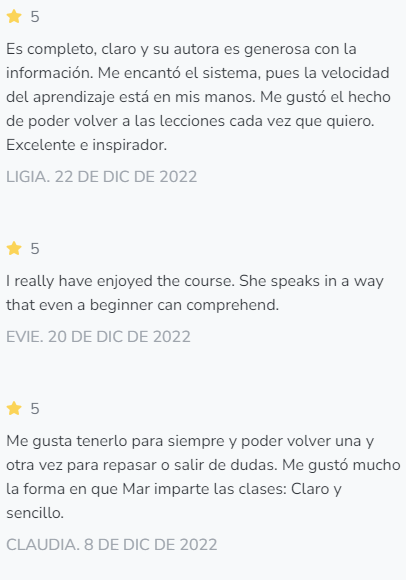 5
Es completo, claro y su autora es generosa con la
información. Me encantó el sistema, pues la velocidad
del aprendizaje está en mis manos. Me gustó el hecho
de poder volver a las lecciones cada vez que quiero.
Excelente e inspirador.
LIGIA. 22 DE DIC DE 2022
5
I really have enjoyed the course. She speaks in a way
that even a beginner can comprehend.
EVIE. 20 DE DIC DE 2022
5
Me gusta tenerlo para siempre y poder volver una y
otra vez para repasar o salir de dudas. Me gustó mucho
la forma en que Mar imparte las clases: Claro y
sencillo.
CLAUDIA. 8 DE DIC DE 2022